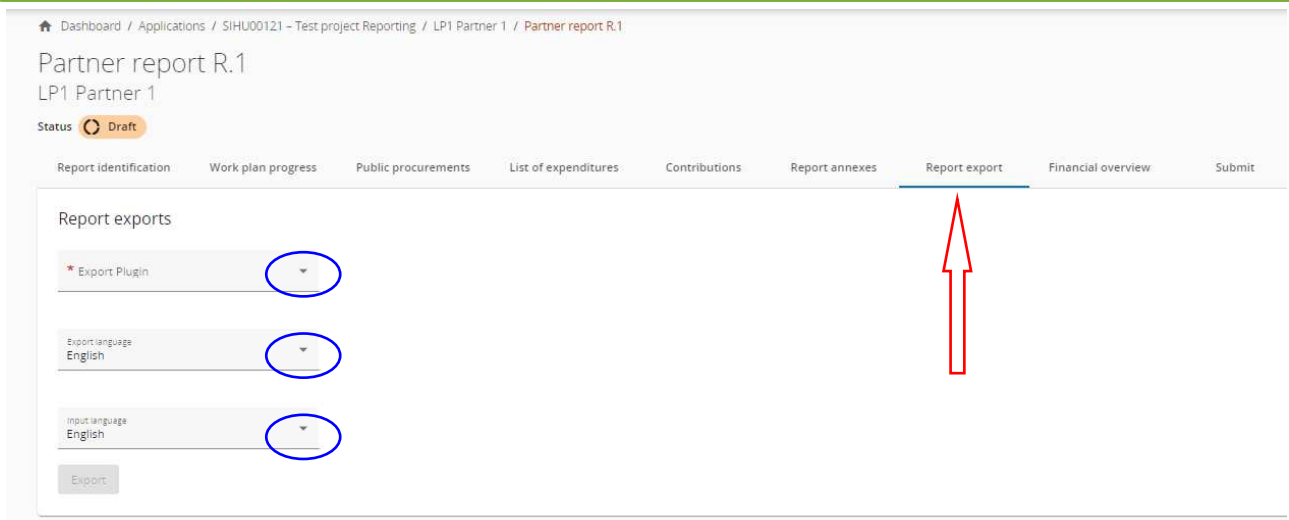 Dashboard / Applications / SIHU00121 – Test project Reporting / LP1 Partner 1 / Partner report R.1
Partner report R.1
LP1 Partner 1
Status Draft
Report identification Work plan progress Public procurements List of expenditures Contributions Report annexes Report export Financial overview Submit
Report exports
* Export Plugin
Export language
English
Input language
English
Export